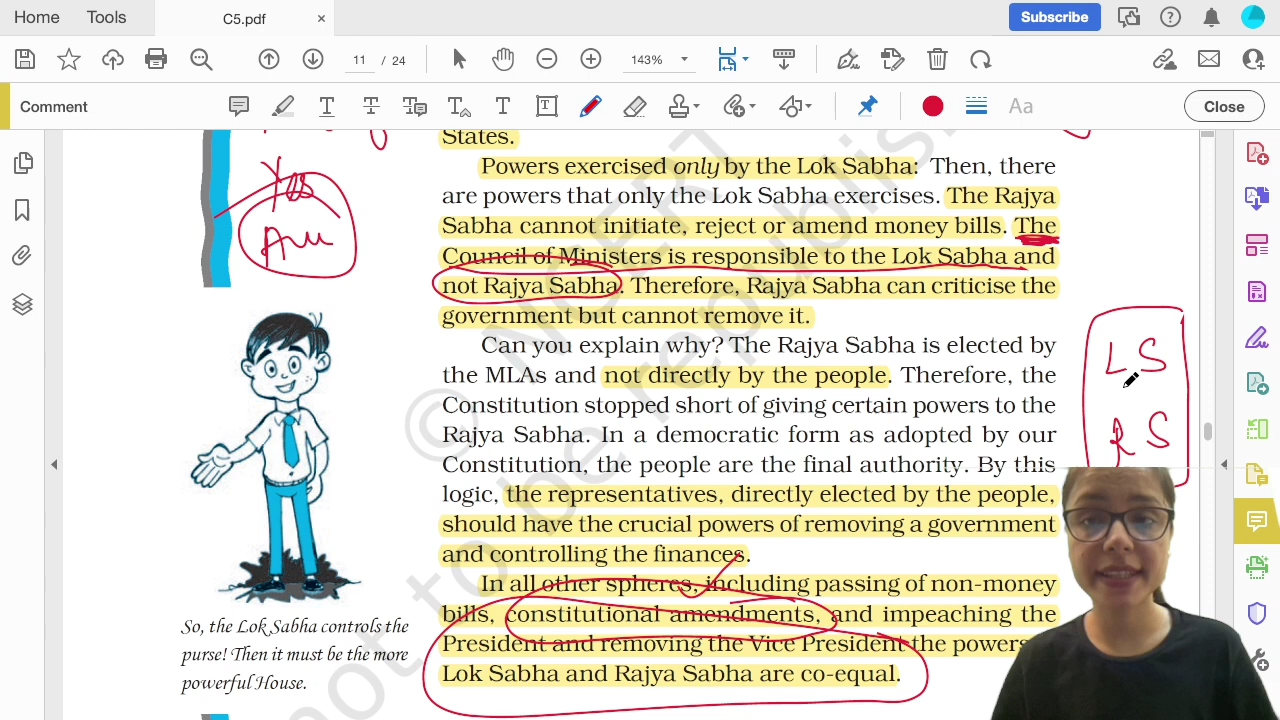 Home Tools C5.pdf × Subscribe
11 / 24 143%
Comment Aa Close
States.
Powers exercised only by the Lok Sabha: Then, there
are powers that only the Lok Sabha exercises. The Rajya
Sabha cannot initiate, reject or amend money bills. The
Council of Ministers is responsible to the Lok Sabha and
not Rajya Sabha. Therefore, Rajya Sabha can criticise the
government but cannot remove it.
Can you explain why? The Rajya Sabha is elected by
the MLAs and not directly by the people. Therefore, the
Constitution stopped short of giving certain powers to the
Rajya Sabha. In a democratic form as adopted by our
Constitution, the people are the final authority. By this
logic, the representatives, directly elected by the people,
should have the crucial powers of removing a government
and controlling the finances.
In all other spheres, including passing of non-money
bills, constitutional amendments, and impeaching the
President and removing the Vice President the powers
Lok Sabha and Rajya Sabha are co-equal.
Yes
LS
RS
So, the Lok Sabha controls the
purse! Then it must be the more
powerful House.
© NCERT
not to be republis